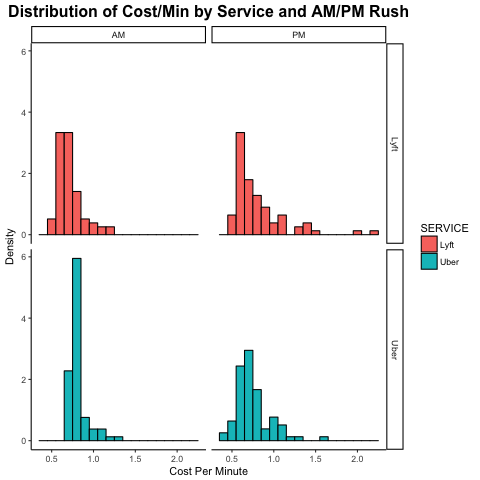 Distribution of Cost/Min by Service and AM/PM Rush
AM PM
6
4
2
0
Lyft
6
4
2
0
Uber
Density
0.5 1.0 1.5 2.0 0.5 1.0 1.5 2.0
Cost Per Minute
SERVICE
Lyft
Uber